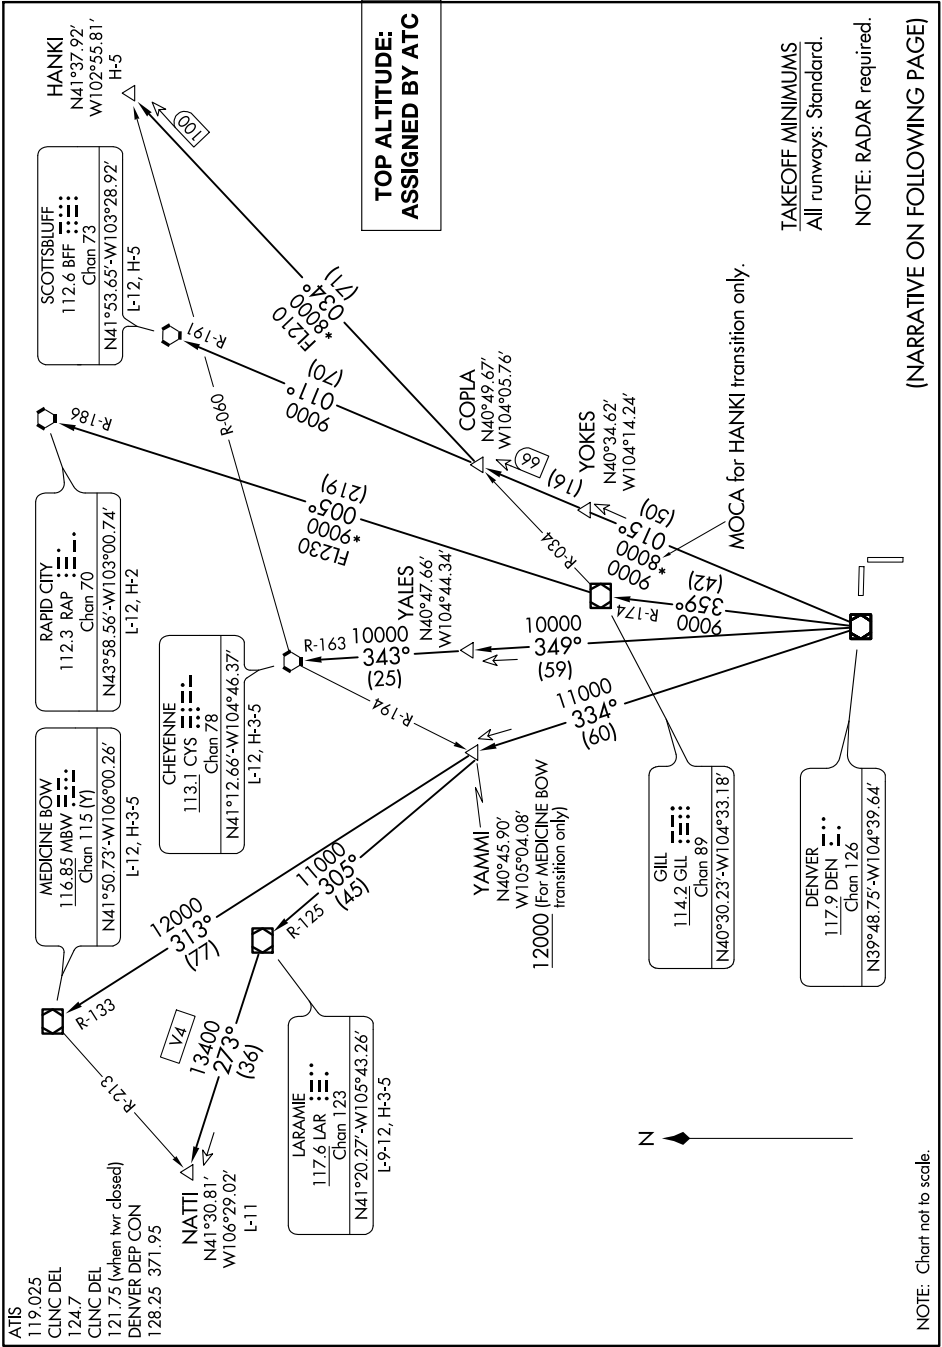 ATIS
119.025
CLNC DEL
124.7
CLNC DEL
121.75 (when twr closed)
DENVER DEP CON
128.25 371.95
MEDICINE BOW
116.85 MBW
Chan 115 (Y)
N41°50.73'-W106°00.26'
L-12, H-3-5
RAPID CITY
112.3 RAP
Chan 70
N43°58.56'-W103°00.74'
L-12, H-2
SCOTTSBLUFF
112.6 BFF
Chan 73
N41°53.65'-W103°28.92'
L-12, H-5
HANKI
N41°37.92'
W102°55.81'
H-5
CHEYENNE
113.1 CYS
Chan 78
N41°12.66'-W104°46.37'
L-12, H-3-5
R-133
R-213
12000
313°
(77)
V4
13400
273°
(36)
NATTI
N41°30.81'
W106°29.02'
L-11
LARAMIE
117.6 LAR
Chan 123
N41°20.27'-W105°43.26'
L-9-12, H-3-5
R-125
11000
305°
(45)
R-194
R-163
10000
343°
(25)
YALES
N40°47.66'
W104°44.34'
R-060
R-186
FL230
*9000
005°
(219)
R-191
9000
011°
(70)
FL210
*8000
034°
(71)
100
TOP ALTITUDE:
ASSIGNED BY ATC
YAMMI
N40°45.90'
W105°04.08'
12000 (For MEDICINE BOW
transition only)
COPLA
N40°49.67'
W104°05.76'
66
(16)
YOKES
N40°34.62'
W104°14.24'
R-034
11000
334°
(60)
10000
349°
(59)
R-174
9000
359°
(42)
9000
*8000
015°
(50)
MOCA for HANKI transition only.
GILL
114.2 GLL
Chan 89
N40°30.23'-W104°33.18'
DENVER
117.9 DEN
Chan 126
N39°48.75'-W104°39.64'
N
TAKEOFF MINIMUMS
All runways: Standard.
NOTE: RADAR required.
(NARRATIVE ON FOLLOWING PAGE)
NOTE: Chart not to scale.